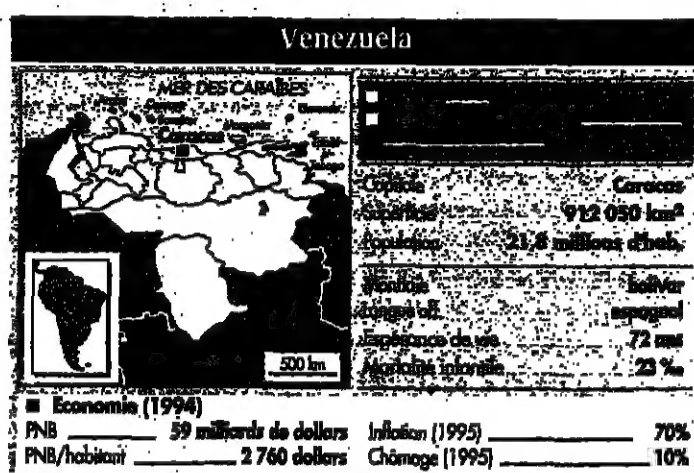 Venezuela
MER DES CARAÏBES
Caracas
500 km
Capitale Caracas
Superficie 912 050 km²
Population 21,8 millions d'hab.
Monnaie bolivar
Langue off. espagnol
Espérance de vie 72 ans
Mortalité infantile 23 ‰
■ Economie (1994)
PNB 59 milliards de dollars
PNB/habitant 2 760 dollars
Inflation (1995) 70%
Chômage (1995) 10%